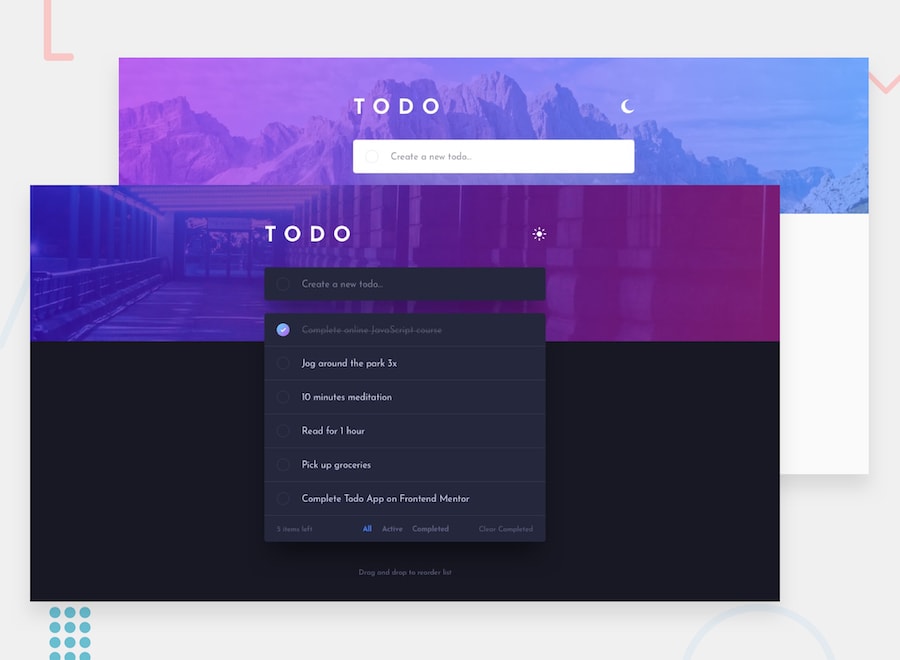 TODO
Create a new todo...
TODO
Create a new todo...
Complete online JavaScript course
Jog around the park 3x
10 minutes meditation
Read for 1 hour
Pick up groceries
Complete Todo App on Frontend Mentor
5 items left All Active Completed Clear Completed
Drag and drop to reorder list